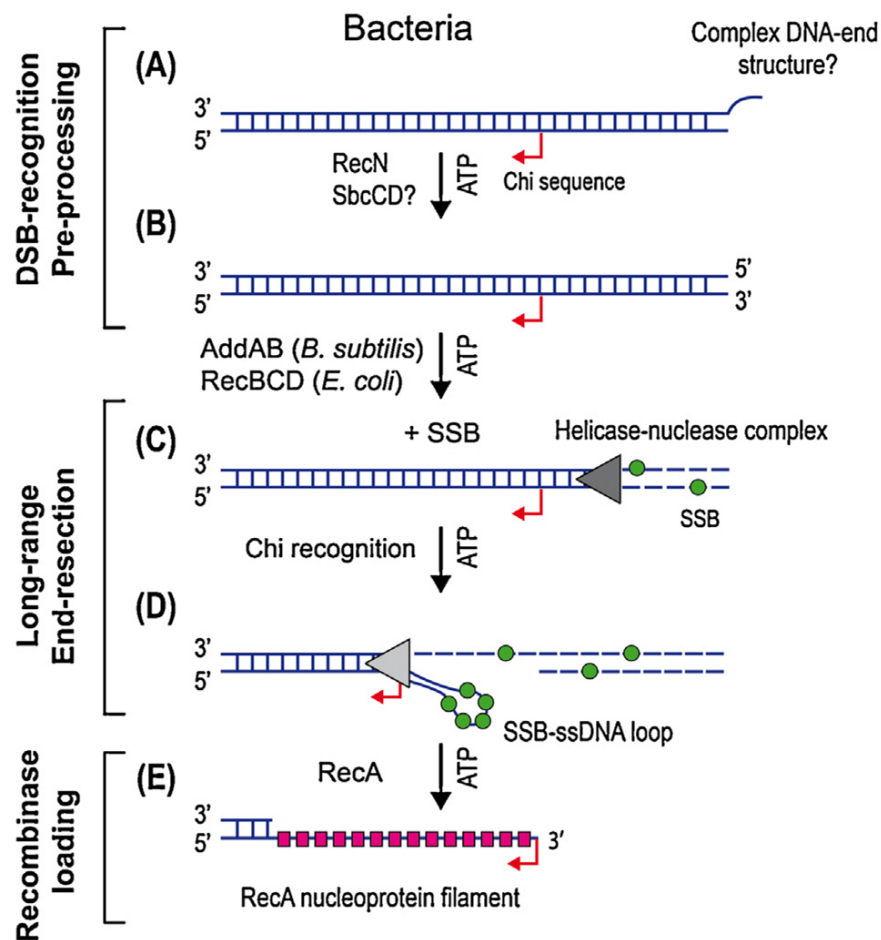 Bacteria
Complex DNA-end
structure?
DSB-recognition
Pre-processing
(A)
3’
5’
RecN
SbcCD?
ATP
Chi sequence
(B)
3’
5’
5’
3’
AddAB (B. subtilis)
RecBCD (E. coli)
ATP
Long-range
End-resection
(C)
+ SSB
Helicase-nuclease complex
3’
5’
SSB
Chi recognition
ATP
(D)
3’
5’
SSB-ssDNA loop
RecA
ATP
Recombinase
loading
(E)
3’
5’
3’
RecA nucleoprotein filament